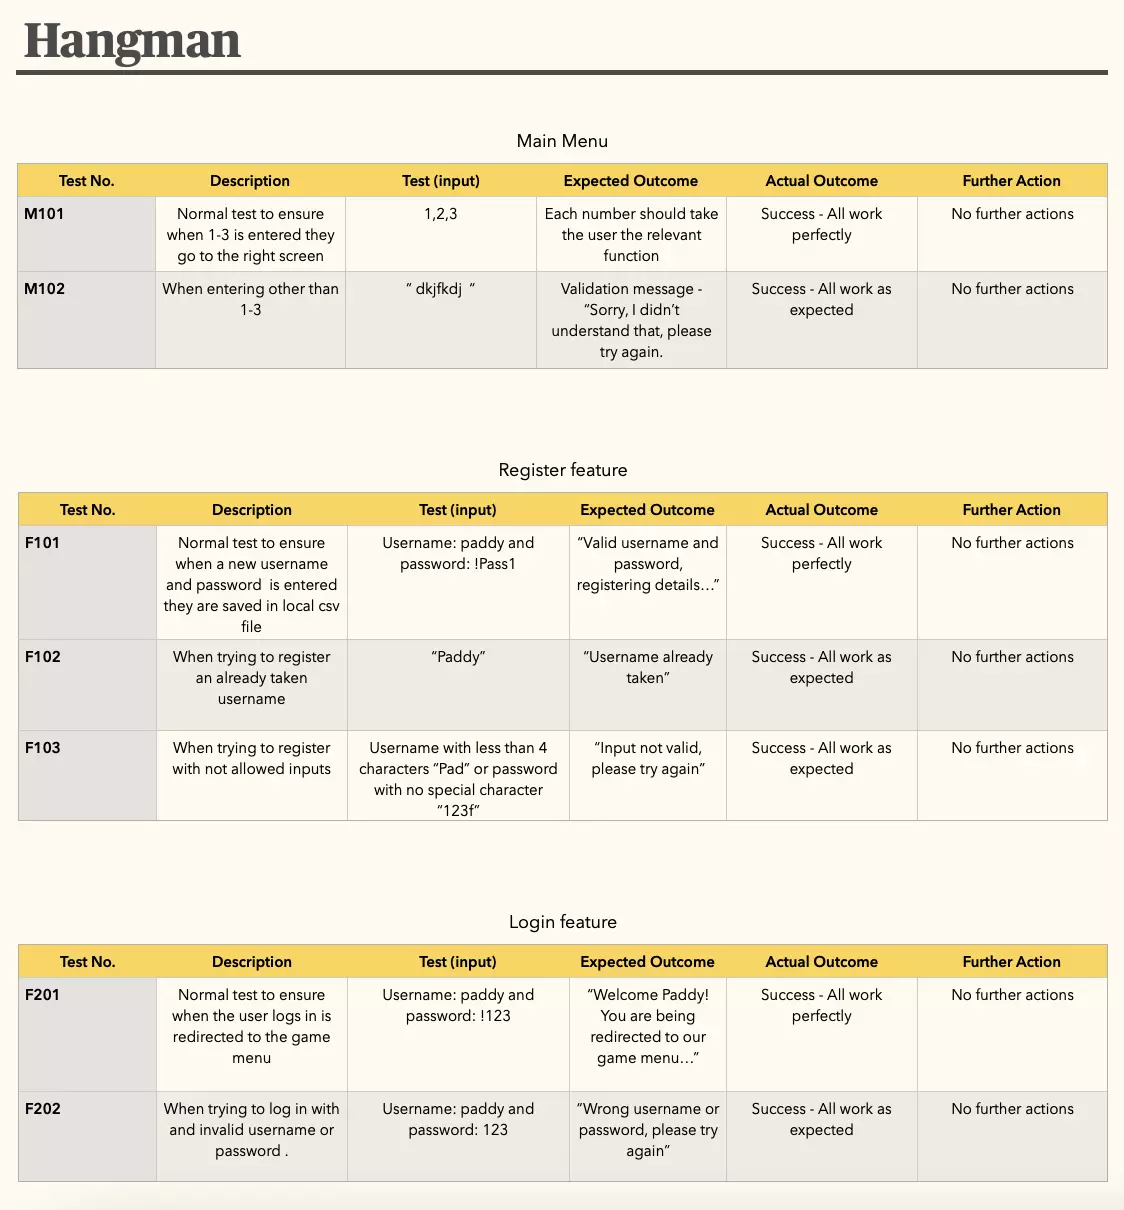 Hangman
Main Menu
Test No. Description Test (input) Expected Outcome Actual Outcome Further Action
M101 Normal test to ensure when 1-3 is entered they go to the right screen 1,2,3 Each number should take the user the relevant function Success - All work perfectly No further actions
M102 When entering other than 1-3 “ dkjfkdj “ Validation message - “Sorry, I didn’t understand that, please try again. Success - All work as expected No further actions
Register feature
Test No. Description Test (input) Expected Outcome Actual Outcome Further Action
F101 Normal test to ensure when a new username and password is entered they are saved in local csv file Username: paddy and password: !Pass1 “Valid username and password, registering details…” Success - All work perfectly No further actions
F102 When trying to register an already taken username “Paddy” “Username already taken” Success - All work as expected No further actions
F103 When trying to register with not allowed inputs Username with less than 4 characters “Pad” or password with no special character “123f” “Input not valid, please try again” Success - All work as expected No further actions
Login feature
Test No. Description Test (input) Expected Outcome Actual Outcome Further Action
F201 Normal test to ensure when the user logs in is redirected to the game menu Username: paddy and password: !123 “Welcome Paddy! You are being redirected to our game menu…” Success - All work perfectly No further actions
F202 When trying to log in with and invalid username or password . Username: paddy and password: 123 “Wrong username or password, please try again” Success - All work as expected No further actions